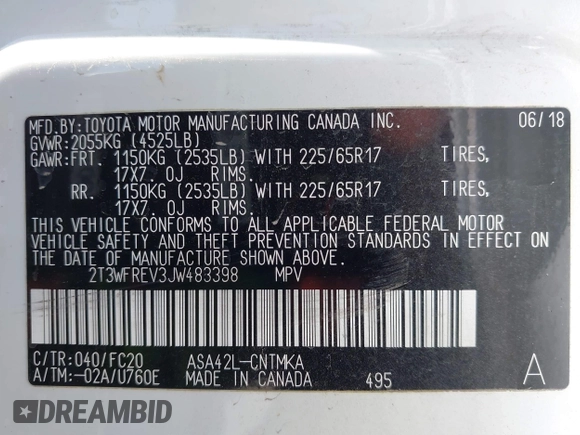 MFD.BY:TOYOTA MOTOR MANUFACTURING CANADA INC. 06/18
GVWR:2055KG (4525LB)
GAWR:FRT. 1150KG (2535LB) WITH 225/65R17 TIRES,
17X7.0J RIMS.
RR. 1150KG (2535LB) WITH 225/65R17 TIRES,
17X7.0J RIMS.
THIS VEHICLE CONFORMS TO ALL APPLICABLE FEDERAL MOTOR
VEHICLE SAFETY AND THEFT PREVENTION STANDARDS IN EFFECT ON
THE DATE OF MANUFACTURE SHOWN ABOVE.
2T3WFREV3JW483398 MPV
C/TR:040/FC20 ASA42L-CNTMKA A
A/TM:-02A/U760E MADE IN CANADA 495
DREAMBID